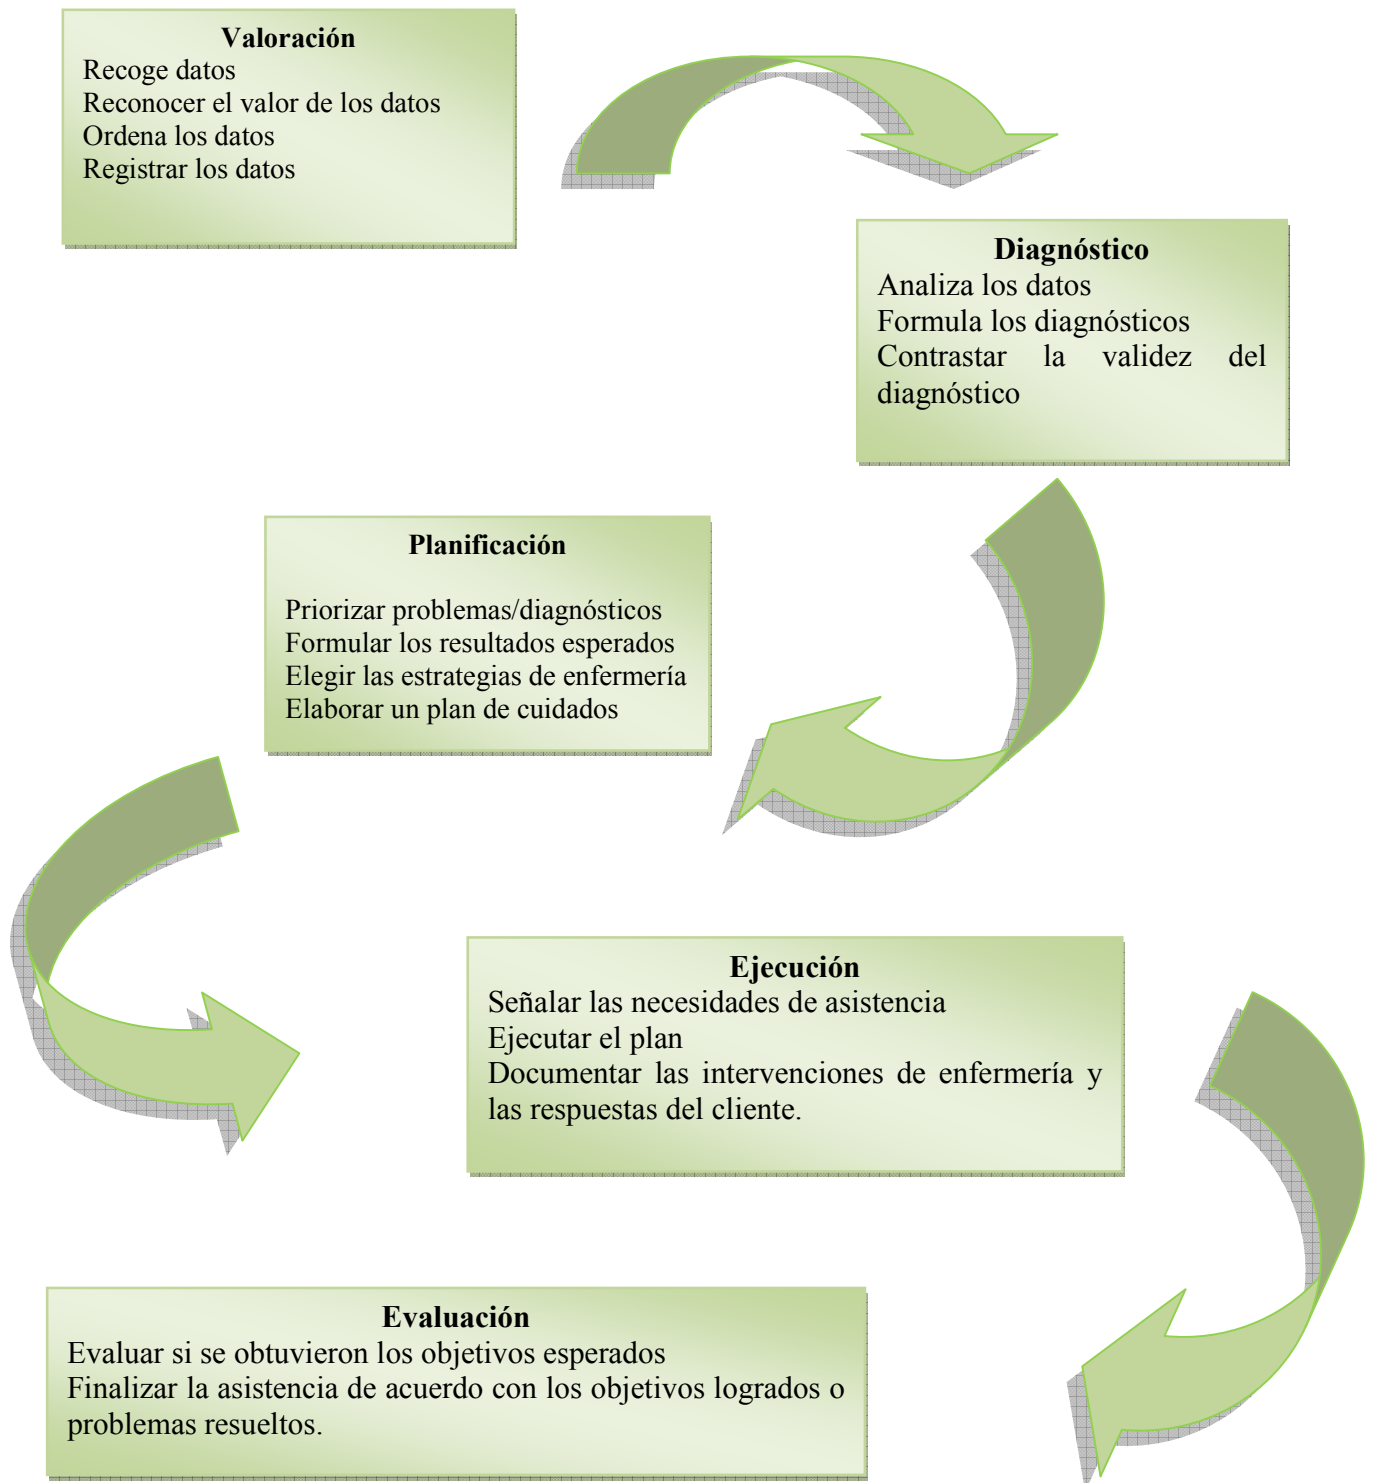 Valoración
Recoge datos
Reconocer el valor de los datos
Ordena los datos
Registrar los datos
Diagnóstico
Analiza los datos
Formula los diagnósticos
Contrastar la validez del
diagnóstico
Planificación
Priorizar problemas/diagnósticos
Formular los resultados esperados
Elegir las estrategias de enfermería
Elaborar un plan de cuidados
Ejecución
Señalar las necesidades de asistencia
Ejecutar el plan
Documentar las intervenciones de enfermería y
las respuestas del cliente.
Evaluación
Evaluar si se obtuvieron los objetivos esperados
Finalizar la asistencia de acuerdo con los objetivos logrados o
problemas resueltos.